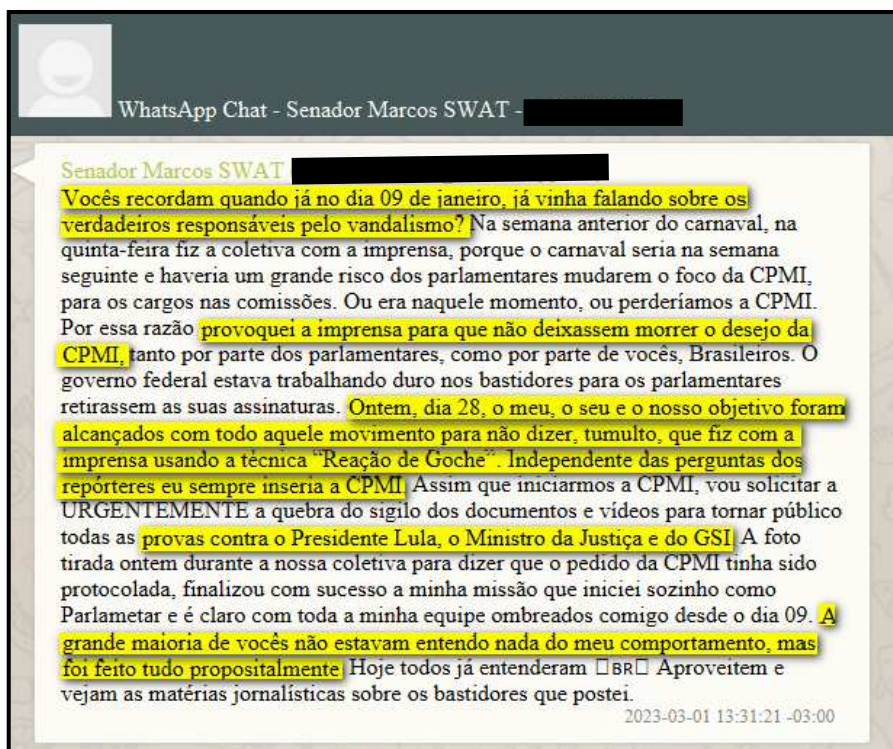 WhatsApp Chat - Senador Marcos SWAT -
Senador Marcos SWAT
Vocês recordam quando já no dia 09 de janeiro, já vinha falando sobre os
verdadeiros responsáveis pelo vandalismo? Na semana anterior do carnaval, na
quinta-feira fiz a coletiva com a imprensa, porque o carnaval seria na semana
seguinte e haveria um grande risco dos parlamentares mudarem o foco da CPMI,
para os cargos nas comissões. Ou era naquele momento, ou perderíamos a CPMI.
Por essa razão provoquei a imprensa para que não deixassem morrer o desejo da
CPMI, tanto por parte dos parlamentares, como por parte de vocês, Brasileiros. O
governo federal estava trabalhando duro nos bastidores para os parlamentares
retirassem as suas assinaturas. Ontem, dia 28, o meu, o seu e o nosso objetivo foram
alcançados com todo aquele movimento para não dizer, tumulto, que fiz com a
imprensa usando a técnica “Reação de Goche”. Independente das perguntas dos
repórteres eu sempre inseria a CPMI. Assim que iniciarmos a CPMI, vou solicitar a
URGENTEMENTE a quebra do sigilo dos documentos e vídeos para tornar público
todas as provas contra o Presidente Lula, o Ministro da Justiça e do GSI. A foto
tirada ontem durante a nossa coletiva para dizer que o pedido da CPMI tinha sido
protocolada, finalizou com sucesso a minha missão que iniciei sozinho como
Parlametar e é claro com toda a minha equipe ombreados comigo desde o dia 09. A
grande maioria de vocês não estavam entendo nada do meu comportamento, mas
foi feito tudo propositalmente. Hoje todos já entenderam □BR□ Aproveitem e
vejam as matérias jornalísticas sobre os bastidores que postei.
2023-03-01 13:31:21 -03:00